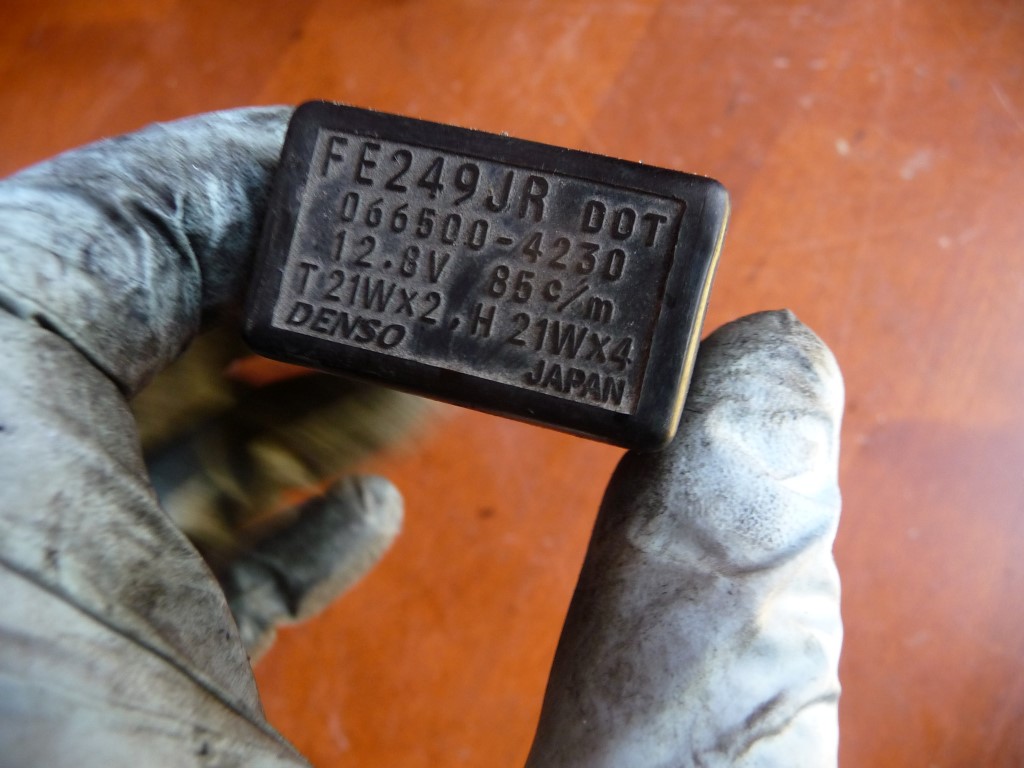 FE249JR DOT
066500-4230
12.8V 85c/m
T21WX2,H21WX4
DENSO
JAPAN